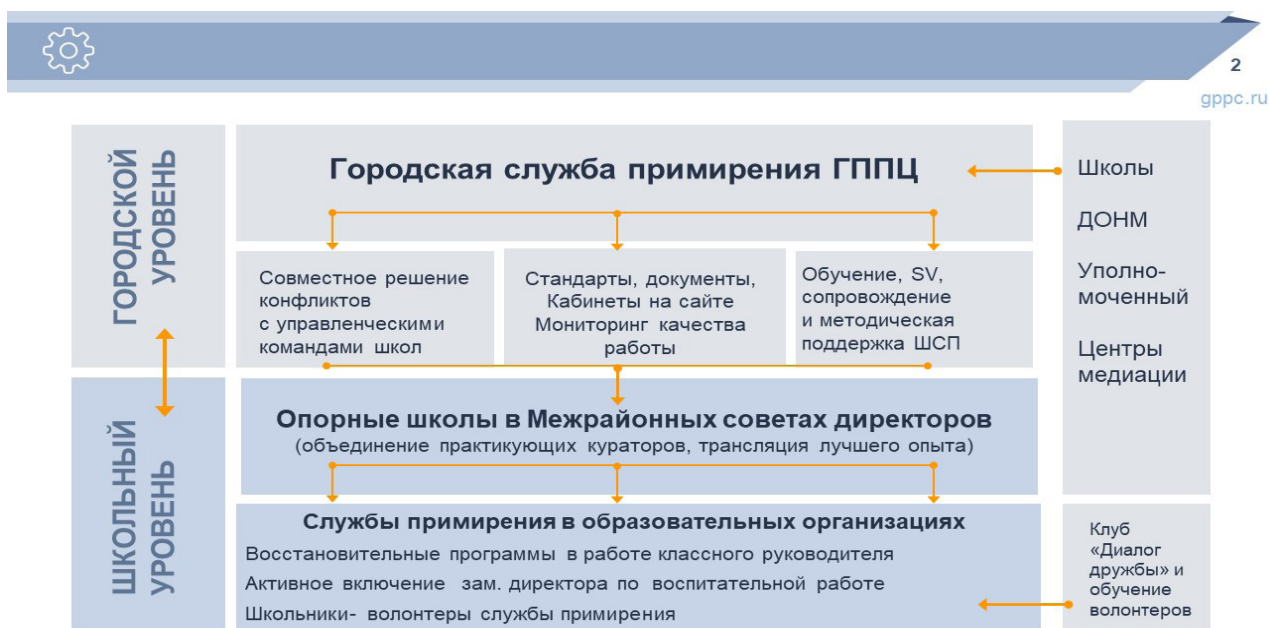 2
gppc.ru
ГОРОДСКОЙ
УРОВЕНЬ
Городская служба примирения ГППЦ
Совместное решение
конфликтов
с управленческими
командами школ
Стандарты, документы,
Кабинеты на сайте
Мониторинг качества
работы
Обучение, SV,
сопровождение
и методическая
поддержка ШСП
Школы
ДОНМ
Уполно-
моченный
Центры
медиации
ШКОЛЬНЫЙ
УРОВЕНЬ
Опорные школы в Межрайонных советах директоров
(объединение практикующих кураторов, трансляция лучшего опыта)
Службы примирения в образовательных организациях
Восстановительные программы в работе классного руководителя
Активное включение зам. директора по воспитательной работе
Школьники- волонтеры службы примирения
Клуб
«Диалог
дружбы» и
обучение
волонтеров